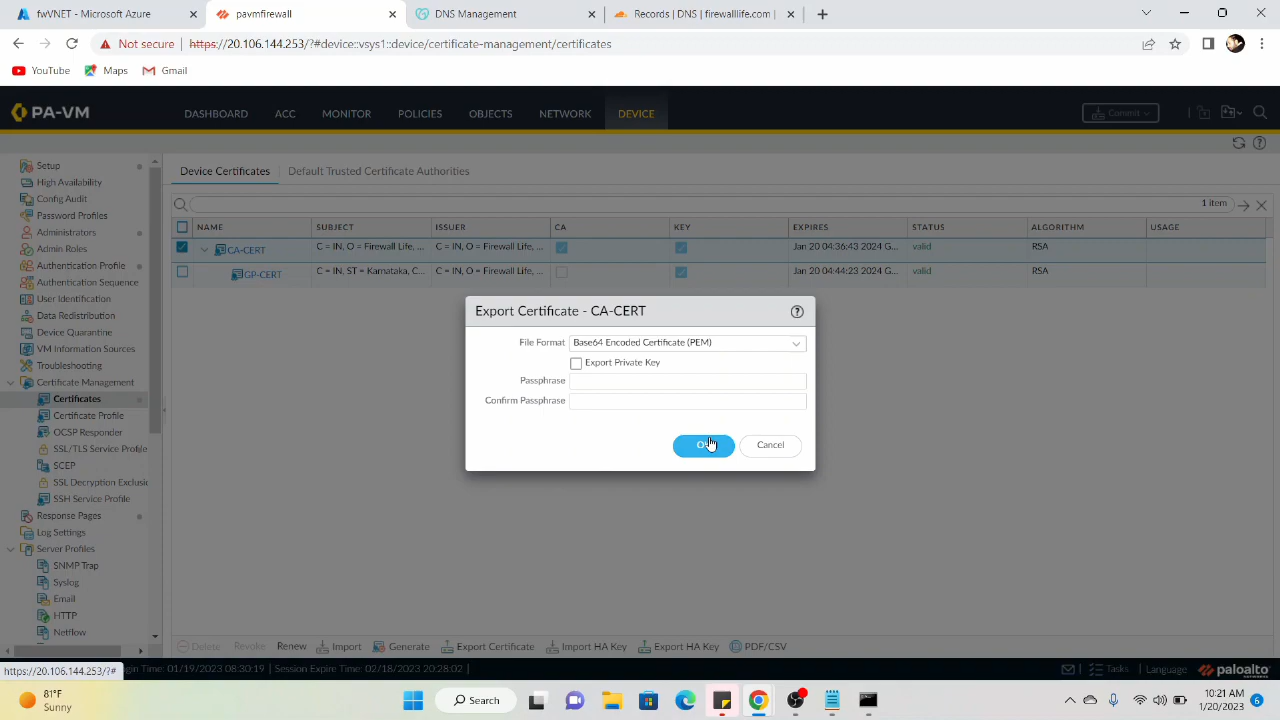 fwVNET - Microsoft Azure
pavmfirewall
DNS Management
Records | DNS | firewalllife.com |
Not secure
https://20.106.144.253/?#device::vsys1::device/certificate-management/certificates
YouTube
Maps
Gmail
PA-VM
DASHBOARD
ACC
MONITOR
POLICIES
OBJECTS
NETWORK
DEVICE
Commit
Setup
High Availability
Config Audit
Password Profiles
Administrators
Admin Roles
Authentication Profile
Authentication Sequence
User Identification
Data Redistribution
Device Quarantine
VM Information Sources
Troubleshooting
Certificate Management
Certificates
Certificate Profile
OCSP Responder
SSL/TLS Service Profile
SCEP
SSL Decryption Exclusio
SSH Service Profile
Response Pages
Log Settings
Server Profiles
SNMP Trap
Syslog
Email
HTTP
Netflow
Device Certificates
Default Trusted Certificate Authorities
1 item
NAME SUBJECT ISSUER CA KEY EXPIRES STATUS ALGORITHM USAGE
CA-CERT C = IN, O = Firewall Life, ... C = IN, O = Firewall Life, ... Jan 20 04:36:43 2024 G... valid RSA
GP-CERT C = IN, ST = Karnataka, C... C = IN, O = Firewall Life, ... Jan 20 04:44:23 2024 G... valid RSA
Export Certificate - CA-CERT
File Format Base64 Encoded Certificate (PEM)
Export Private Key
Passphrase
Confirm Passphrase
Cancel
Delete Revoke Renew Import Generate Export Certificate Import HA Key Export HA Key PDF/CSV
https://20.106.144.253/?#
gin Time: 01/19/2023 08:30:19 | Session Expire Time: 02/18/2023 20:28:02 |
Tasks | Language
paloalto
81°F
Sunny
Search
10:21 AM
1/20/2023
6